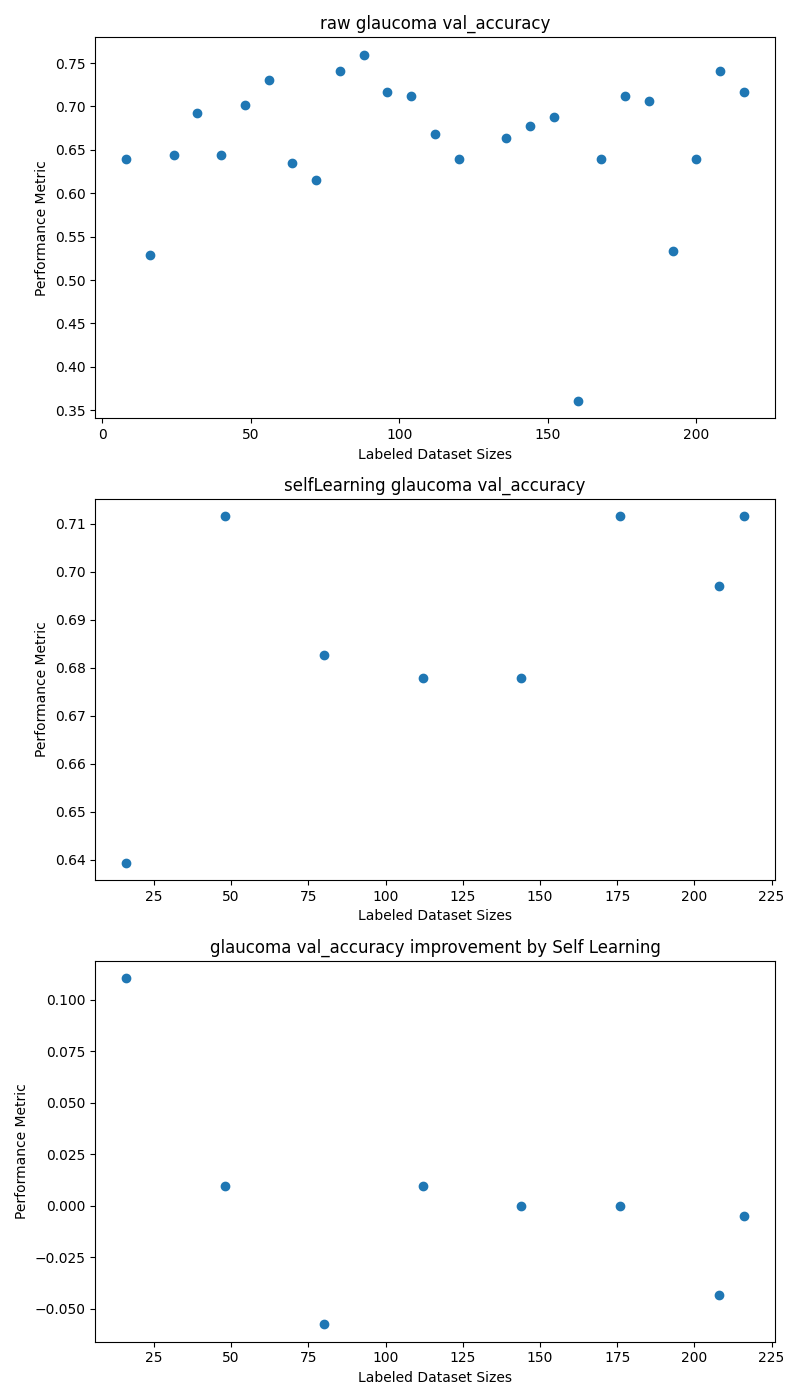 raw glaucoma val_accuracy
0.75
0.70
0.65
0.60
0.55
0.50
0.45
0.40
0.35
Performance Metric
0 50 100 150 200
Labeled Dataset Sizes
selfLearning glaucoma val_accuracy
0.71
0.70
0.69
0.68
0.67
0.66
0.65
0.64
Performance Metric
25 50 75 100 125 150 175 200 225
Labeled Dataset Sizes
glaucoma val_accuracy improvement by Self Learning
0.100
0.075
0.050
0.025
0.000
−0.025
−0.050
Performance Metric
25 50 75 100 125 150 175 200 225
Labeled Dataset Sizes